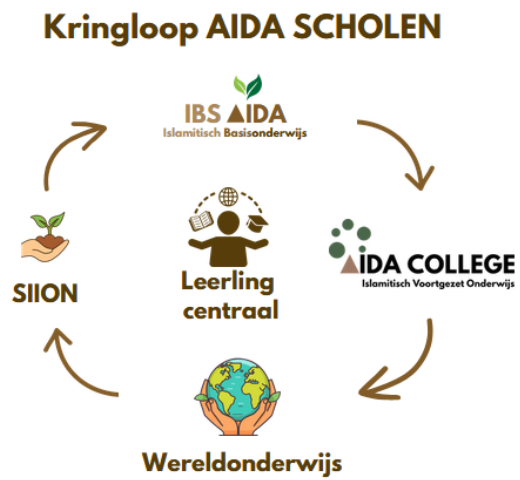 Kringloop AIDA SCHOLEN
IBS AIDA
Islamitisch Basisonderwijs
AIDA COLLEGE
Islamitisch Voortgezet Onderwijs
SIION
Leerling
centraal
Wereldonderwijs